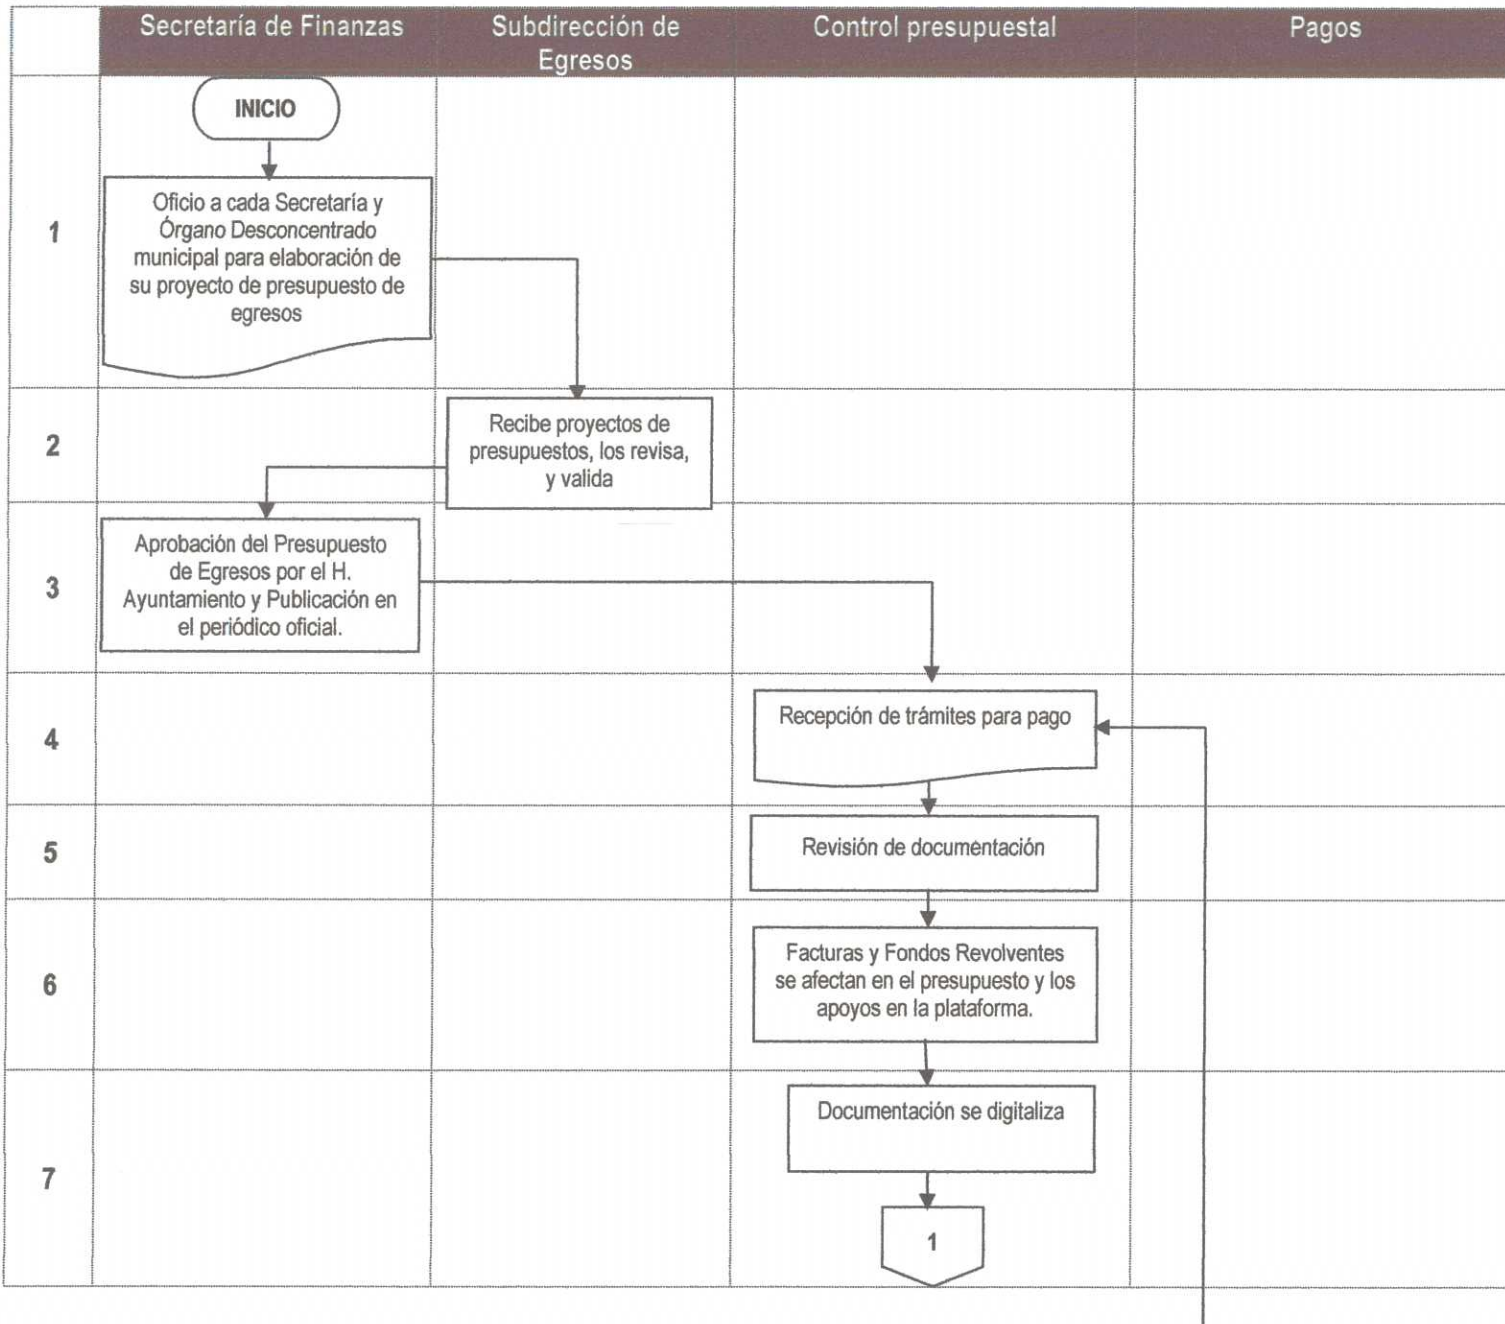 Secretaría de Finanzas
Subdirección de
Egresos
Control presupuestal
Pagos
INICIO
1
Oficio a cada Secretaría y
Órgano Desconcentrado
municipal para elaboración de
su proyecto de presupuesto de
egresos
2
Recibe proyectos de
presupuestos, los revisa,
y valida
3
Aprobación del Presupuesto
de Egresos por el H.
Ayuntamiento y Publicación en
el periódico oficial.
4
Recepción de trámites para pago
5
Revisión de documentación
6
Facturas y Fondos Revolventes
se afectan en el presupuesto y los
apoyos en la plataforma.
7
Documentación se digitaliza
1